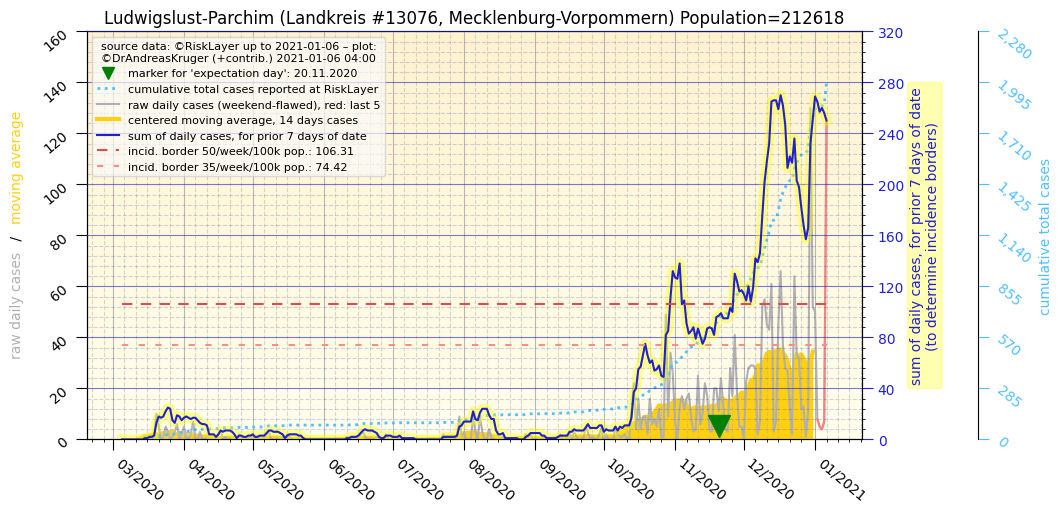 Ludwigslust-Parchim (Landkreis #13076, Mecklenburg-Vorpommern) Population=212618
source data: ©RiskLayer up to 2021-01-06 – plot:
©DrAndreasKruger (+contrib.) 2021-01-06 04:00
marker for 'expectation day': 20.11.2020
cumulative total cases reported at RiskLayer
raw daily cases (weekend-flawed), red: last 5
centered moving average, 14 days cases
sum of daily cases, for prior 7 days of date
incid. border 50/week/100k pop.: 106.31
incid. border 35/week/100k pop.: 74.42
raw daily cases / moving average
160
140
120
100
80
60
40
20
0
03/2020
04/2020
05/2020
06/2020
07/2020
08/2020
09/2020
10/2020
11/2020
12/2020
01/2021
320
280
240
200
160
120
80
40
0
sum of daily cases, for prior 7 days of date
(to determine incidence borders)
2,280
1,995
1,710
1,425
1,140
855
570
285
0
cumulative total cases